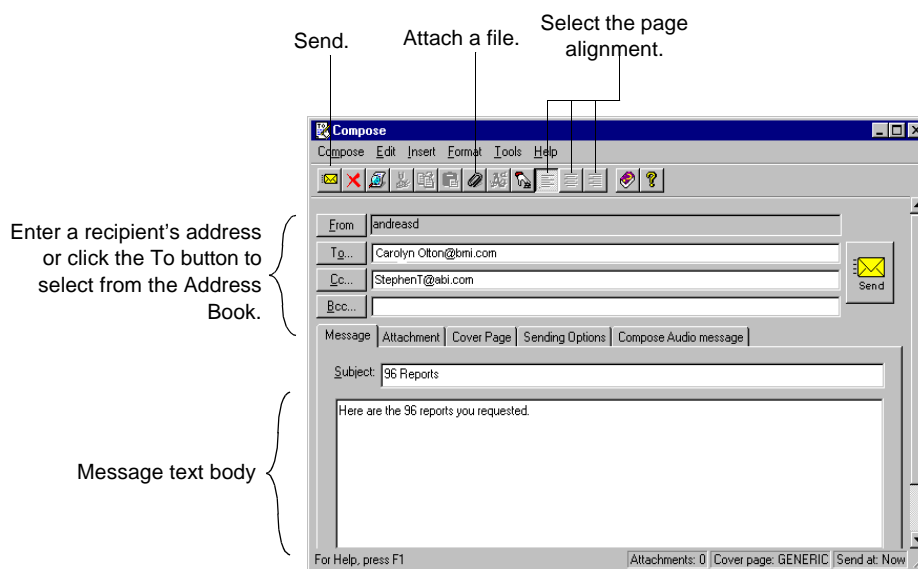 Send.
Attach a file.
Select the page
alignment.
Compose
Compose Edit Insert Format Tools Help
Enter a recipient’s address
or click the To button to
select from the Address
Book.
From andreasd
To... Carolyn Olton@bmi.com
Cc... StephenT@abi.com
Bcc...
Send
Message Attachment Cover Page Sending Options Compose Audio message
Subject: 96 Reports
Here are the 96 reports you requested.
Message text body
For Help, press F1 Attachments: 0 Cover page: GENERIC Send at: Now